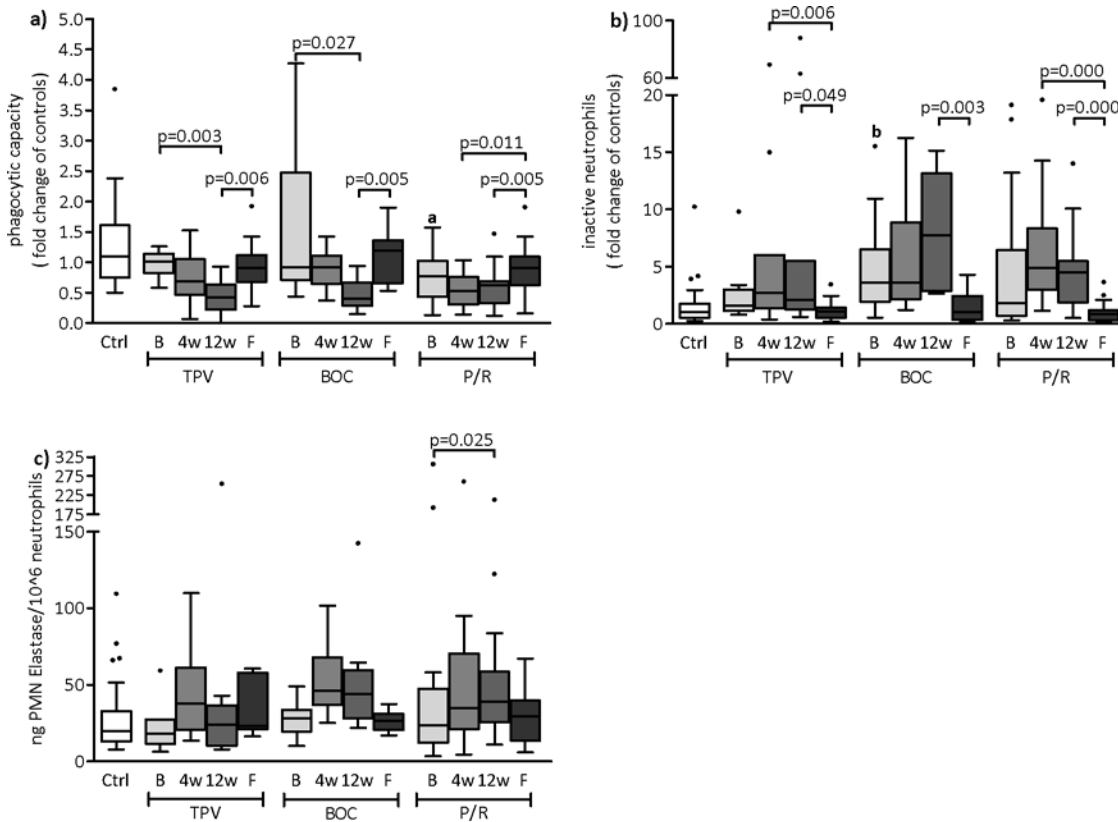 a)
phagocytic capacity
( fold change of controls)
5.0
4.5
4.0
3.5
3.0
2.5
2.0
1.5
1.0
0.5
0.0
p=0.027
p=0.003
p=0.011
p=0.006
p=0.005
p=0.005
a
Ctrl B 4w 12w F B 4w 12w F B 4w 12w F
TPV BOC P/R
b)
inactive neutrophils
( fold change of controls)
100
60
20
15
10
5
0
p=0.006
p=0.000
p=0.049
p=0.003
p=0.000
b
Ctrl B 4w 12w F B 4w 12w F B 4w 12w F
TPV BOC P/R
c)
ng PMN Elastase/10^6 neutrophils
325
275
225
175
150
100
50
0
p=0.025
Ctrl B 4w 12w F B 4w 12w F B 4w 12w F
TPV BOC P/R